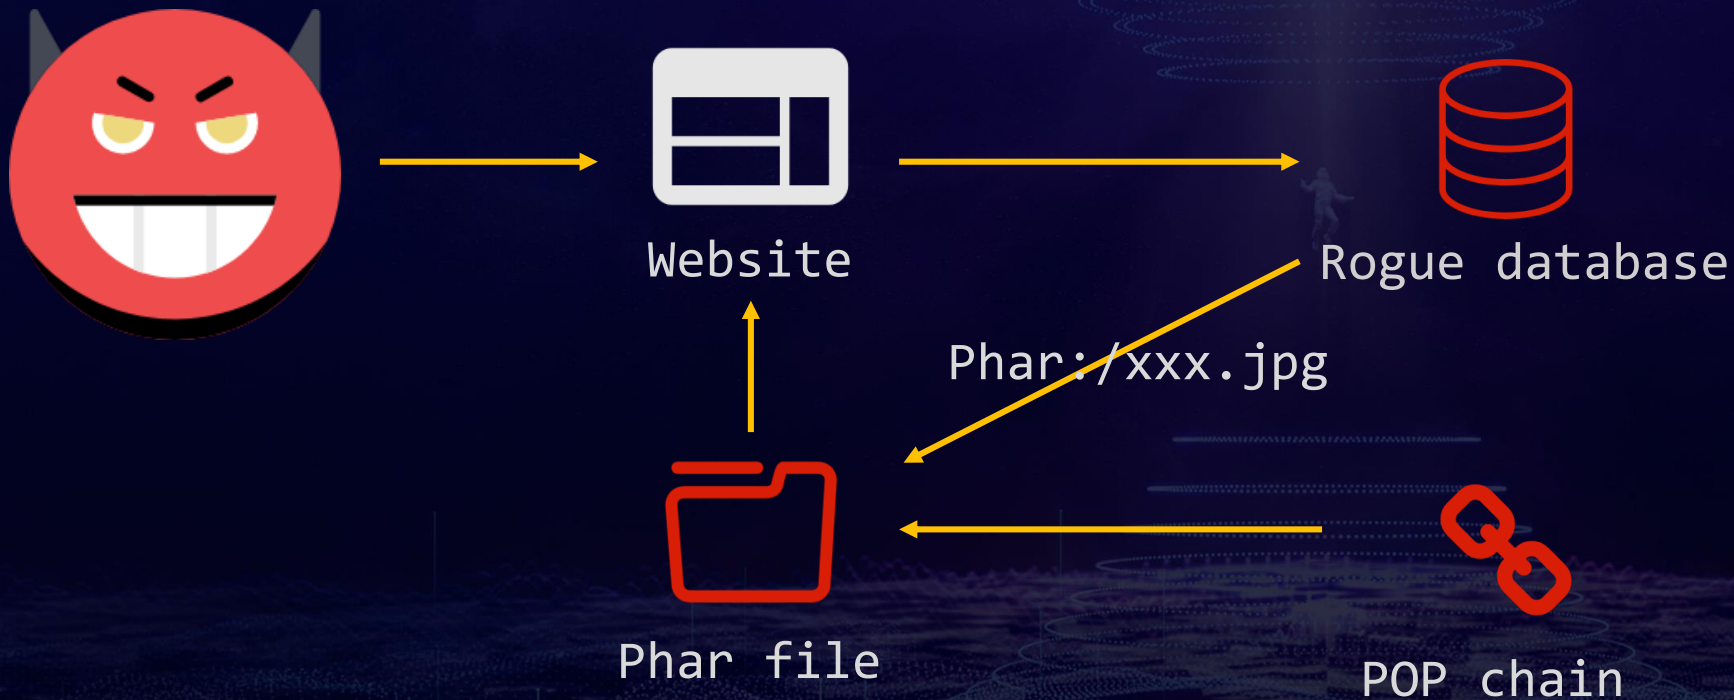 Website
Rogue database
Phar:/xxx.jpg
Phar file
POP chain